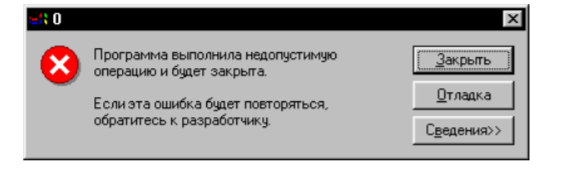 0
Программа выполнила недопустимую
операцию и будет закрыта.
Если эта ошибка будет повторяться,
обратитесь к разработчику.
Закрыть
Отладка
Сведения>>